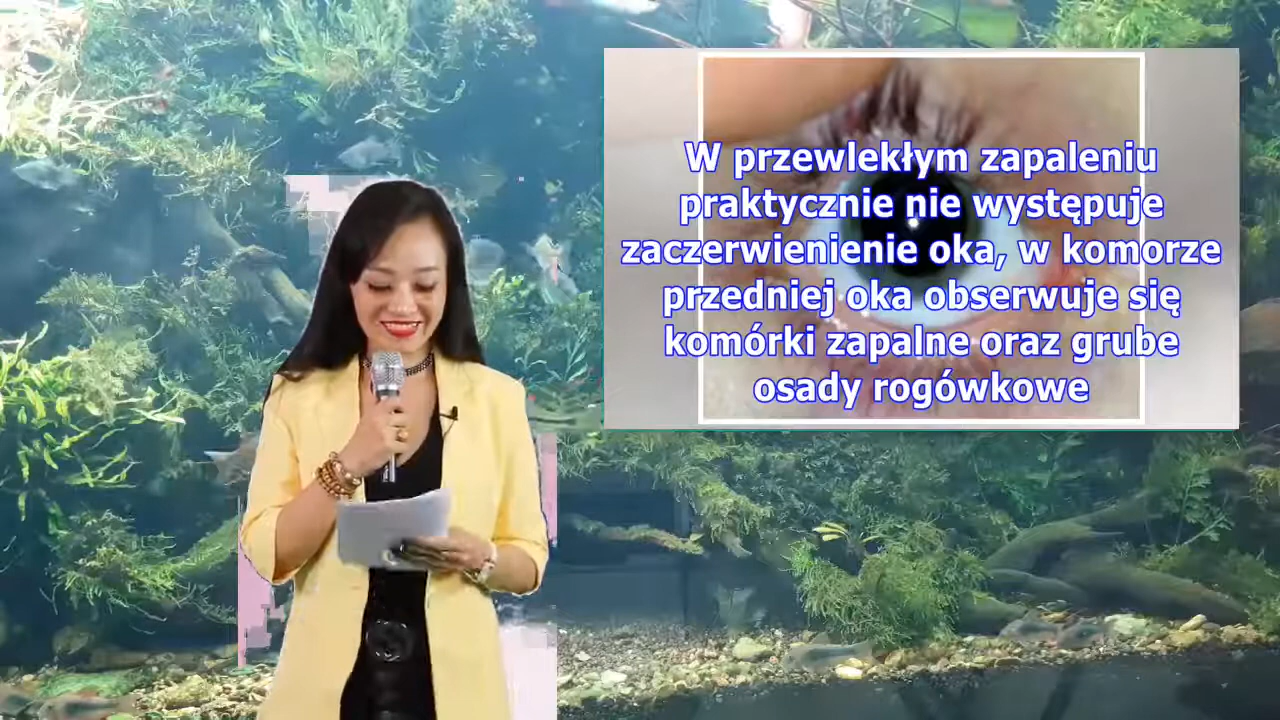 W przewlekłym zapaleniu
praktycznie nie występuje
zaczerwienienie oka, w komorze
przedniej oka obserwuje się
komórki zapalne oraz grube
osady rogówkowe